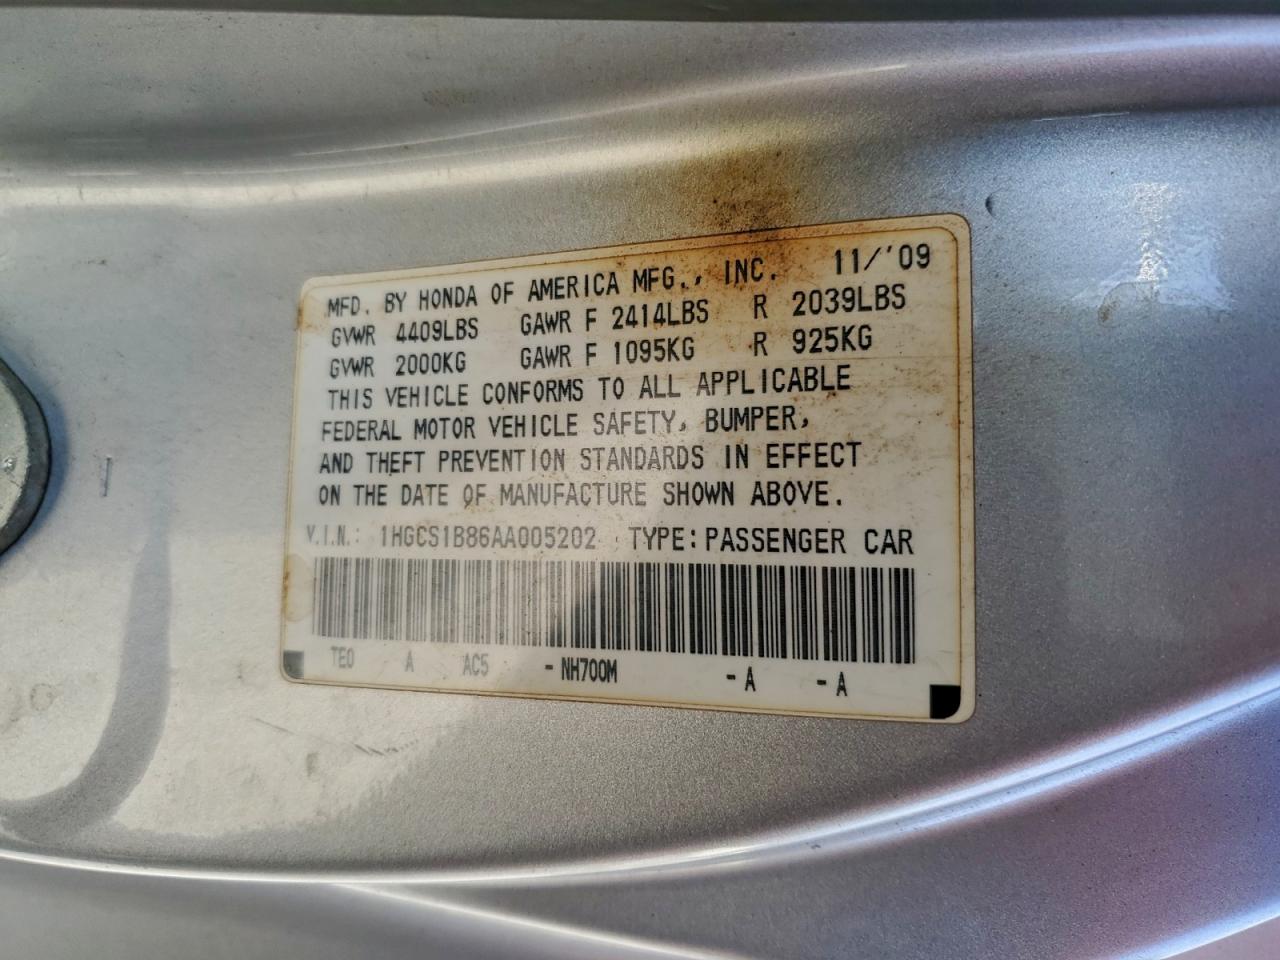 MFD. BY HONDA OF AMERICA MFG., INC. 11/'09
GVWR 4409LBS GAWR F 2414LBS R 2039LBS
GVWR 2000KG GAWR F 1095KG R 925KG
THIS VEHICLE CONFORMS TO ALL APPLICABLE
FEDERAL MOTOR VEHICLE SAFETY, BUMPER,
AND THEFT PREVENTION STANDARDS IN EFFECT
ON THE DATE OF MANUFACTURE SHOWN ABOVE.
V.I.N.: 1HGCS1B86AA005202 TYPE: PASSENGER CAR
TE0 A AC5 - NH700M - A - A